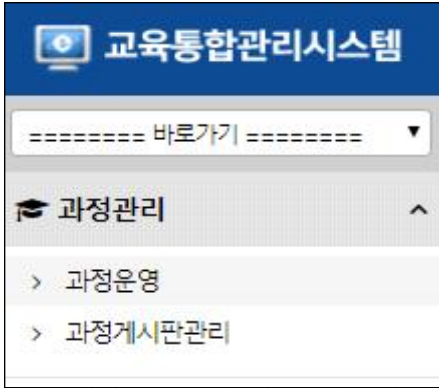 교육통합관리시스템
======== 바로가기 ========
과정관리
과정운영
과정게시판관리